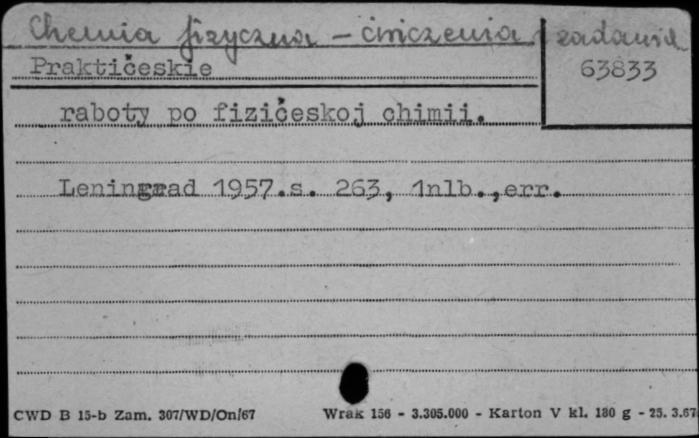 Chemia fizyczna - ćwiczenia i zadania
Praktičeskie
63833
raboty po fizičeskoj chimii.
Leningrad 1957.s. 263, 1nlb.,err.
CWD B 15-b Zam. 307/WD/On/67
Wrak 156 - 3.305.000 - Karton V kl. 180 g - 25. 3.67